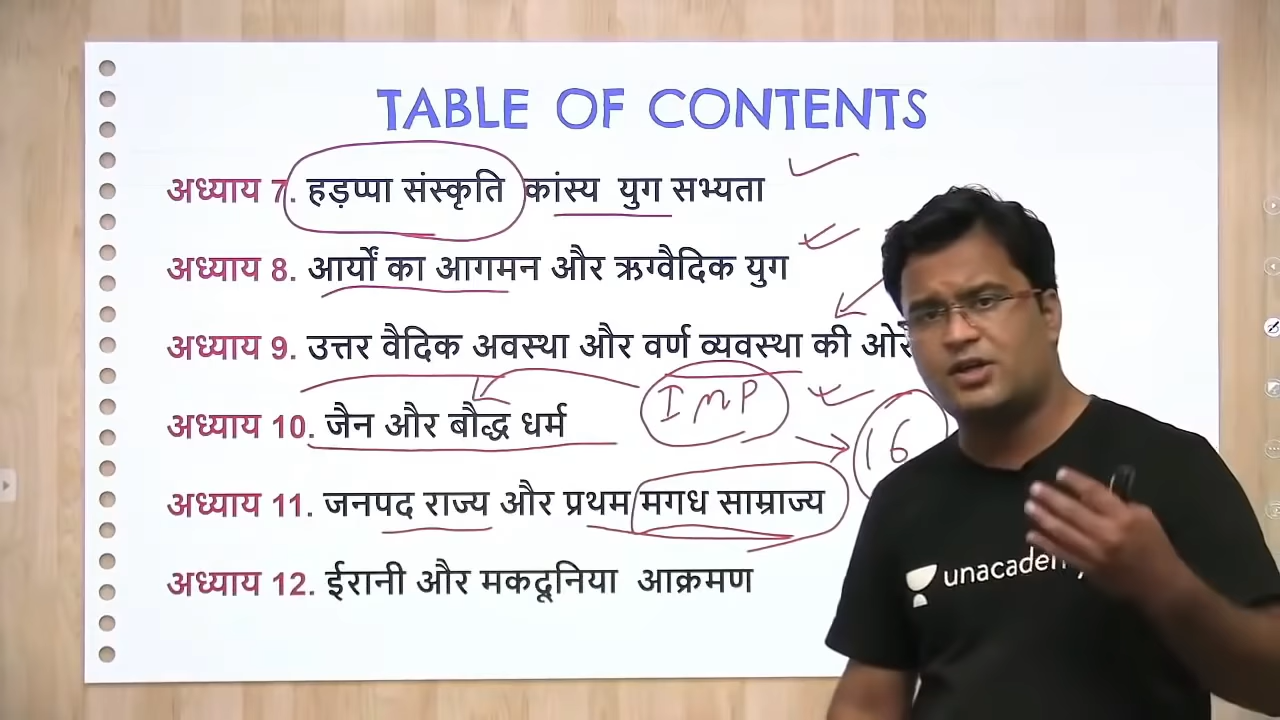 TABLE OF CONTENTS
अध्याय 7. हड़प्पा संस्कृति कांस्य युग सभ्यता
अध्याय 8. आर्यों का आगमन और ऋग्वैदिक युग
अध्याय 9. उत्तर वैदिक अवस्था और वर्ण व्यवस्था की ओर
अध्याय 10. जैन और बौद्ध धर्म
IMP
अध्याय 11. जनपद राज्य और प्रथम मगध साम्राज्य
16
अध्याय 12. ईरानी और मकदूनिया आक्रमण
unacademy